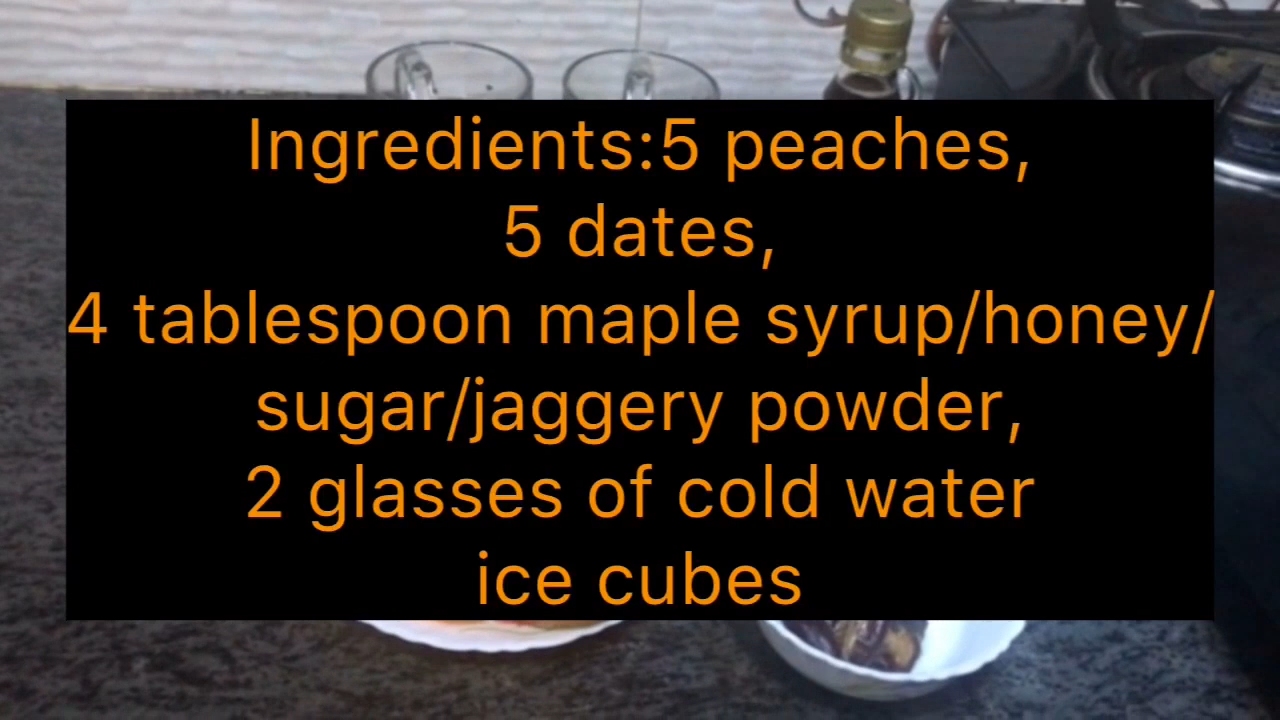 Ingredients:5 peaches,
5 dates,
4 tablespoon maple syrup/honey/
sugar/jaggery powder,
2 glasses of cold water
ice cubes